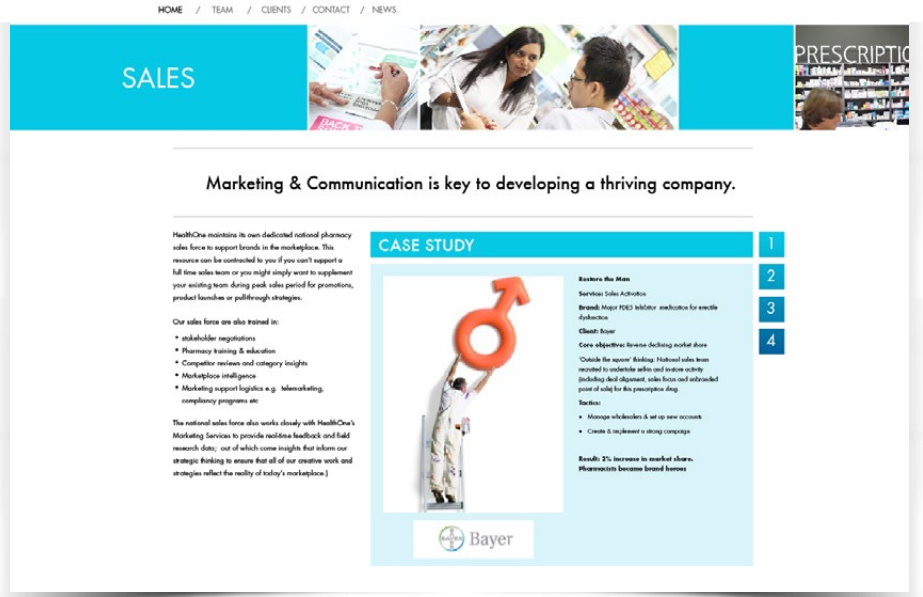 HOME / TEAM / CLIENTS / CONTACT / NEWS
SALES
BACK T
PRESCRIPTIO
Marketing & Communication is key to developing a thriving company.
HealthOne maintains its own dedicated national pharmacy
sales force to support brands in the marketplace. This
resource can be contracted to you if you can't support a
full time sales team or you might simply want to supplement
your existing team during peak sales period for promotions,
product launches or pull-through strategies.
Our sales force are also trained in:
• stakeholder negotiations
• Pharmacy training & education
• Competitor reviews and category insights
• Marketplace intelligence
• Marketing support logistics e.g. telemarketing,
compliancy programs etc
The national sales force also works closely with HealthOne's
Marketing Services to provide real-time feedback and field
research data; out of which come insights that inform our
strategic thinking to ensure that all of our creative work and
strategies reflect the reality of today's marketplace.)
CASE STUDY
1
2
3
4
Restore the Man
Service: Sales Activation
Brand: Major PDE5 Inhibitor medication for erectile
dysfunction
Client: Bayer
Core objective: Reverse declining market share
'Outside the square' thinking: National sales team
recruited to undertake sell-in and in-store activity
(including deal alignment, sales focus and unbranded
point of sale) for this prescription drug.
Tactics:
• Manage wholesalers & set up new accounts
• Create & implement a strong campaign
Result: 2% increase in market share.
Pharmacists became brand heroes
BAYER
Bayer